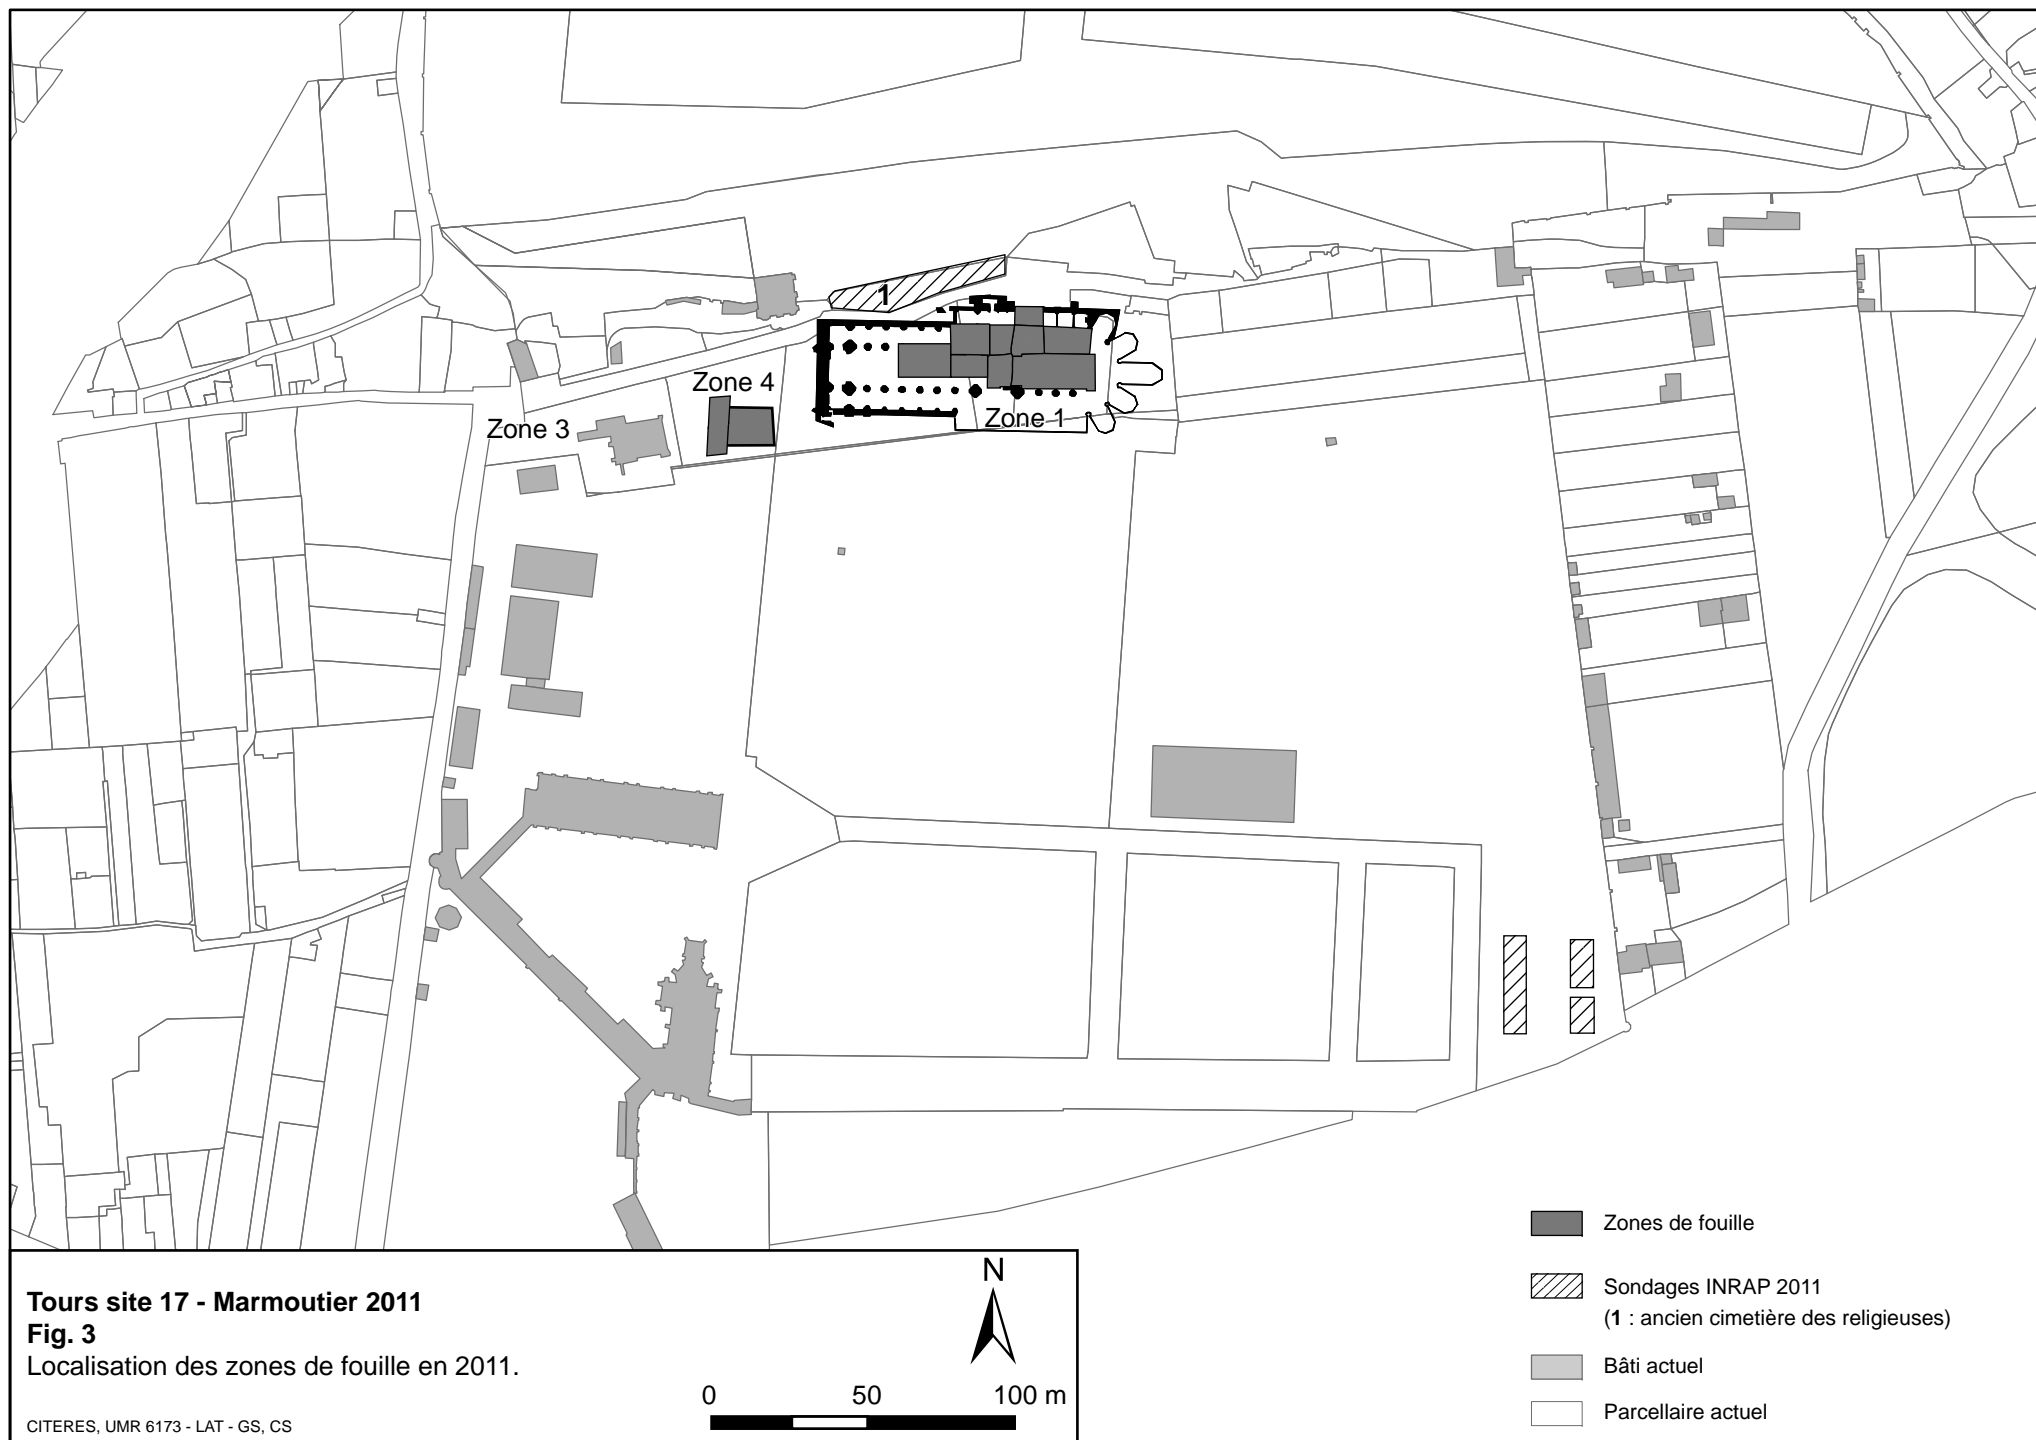 1
Zone 4
Zone 3
Zone 1
Zones de fouille
Sondages INRAP 2011
(1 : ancien cimetière des religieuses)
Bâti actuel
Parcellaire actuel
Tours site 17 - Marmoutier 2011
Fig. 3
Localisation des zones de fouille en 2011.
CITERES, UMR 6173 - LAT - GS, CS
N
0 50 100 m